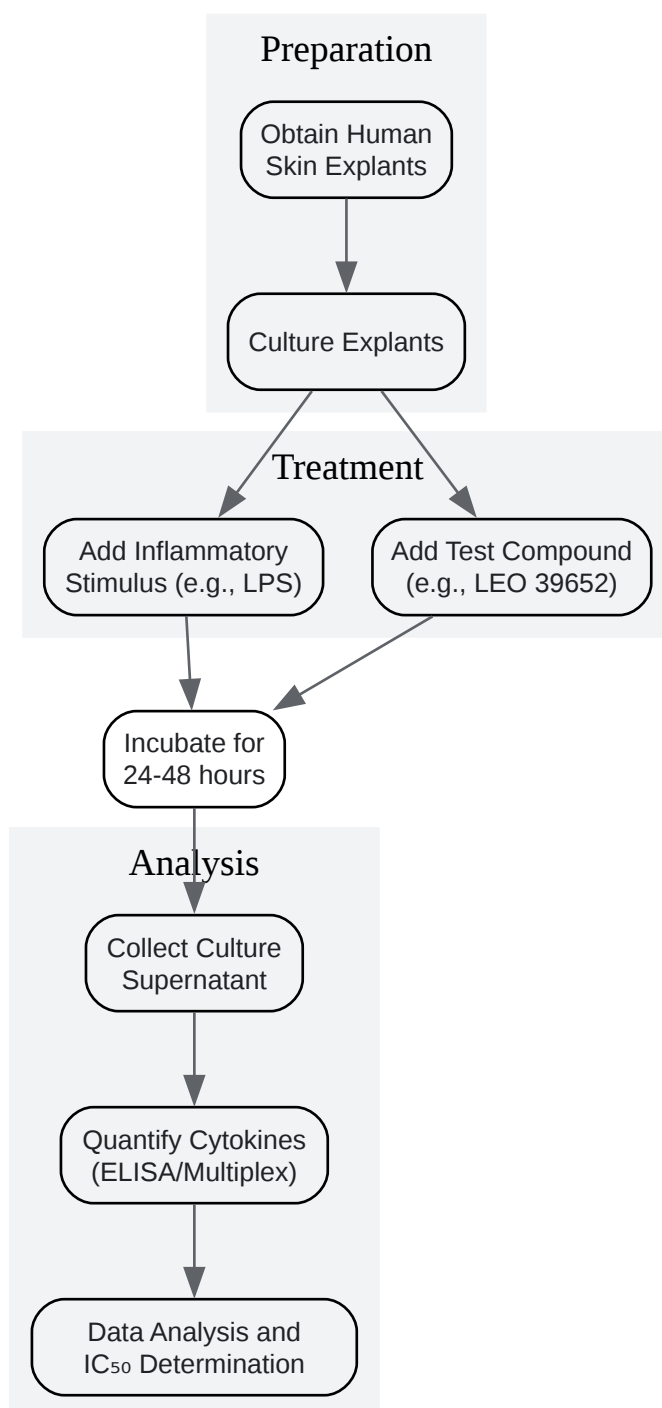 Preparation
Obtain Human
Skin Explants
Culture Explants
Treatment
Add Inflammatory
Stimulus (e.g., LPS)
Add Test Compound
(e.g., LEO 39652)
Incubate for
24-48 hours
Analysis
Collect Culture
Supernatant
Quantify Cytokines
(ELISA/Multiplex)
Data Analysis and
IC₅₀ Determination